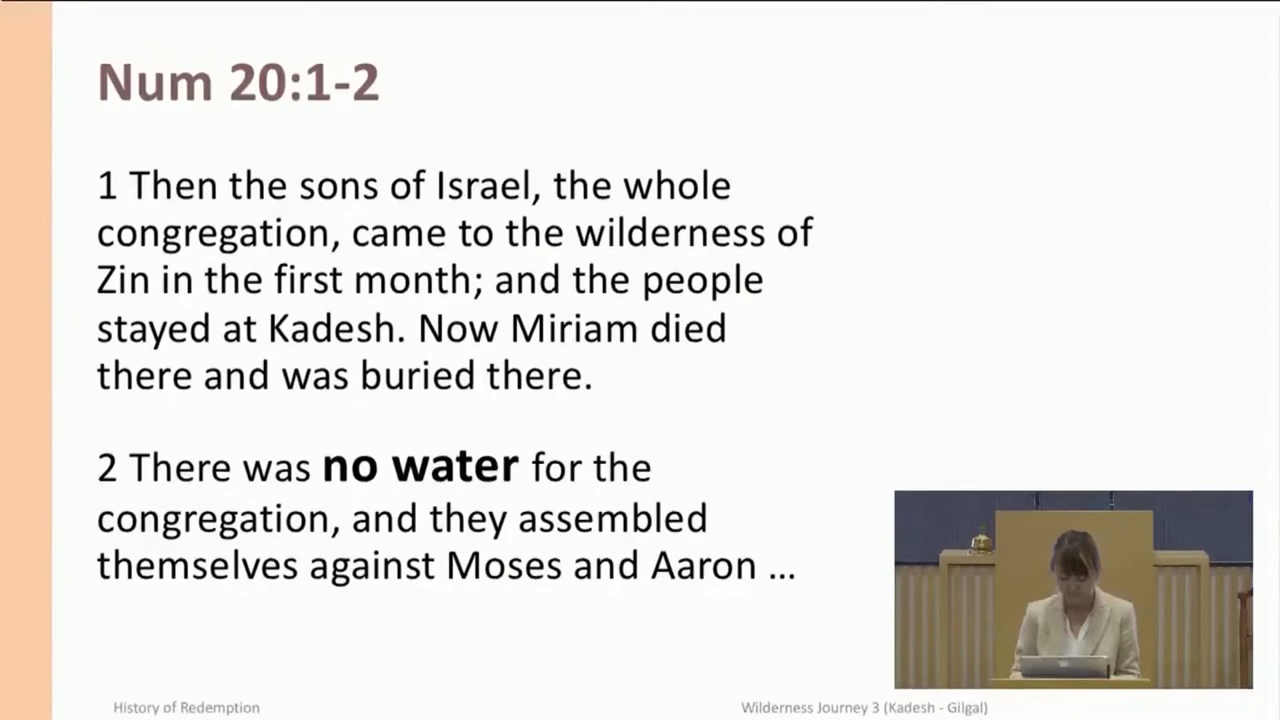 Num 20:1-2
1 Then the sons of Israel, the whole
congregation, came to the wilderness of
Zin in the first month; and the people
stayed at Kadesh. Now Miriam died
there and was buried there.
2 There was no water for the
congregation, and they assembled
themselves against Moses and Aaron ...
History of Redemption
Wilderness Journey 3 (Kadesh - Gilgal)